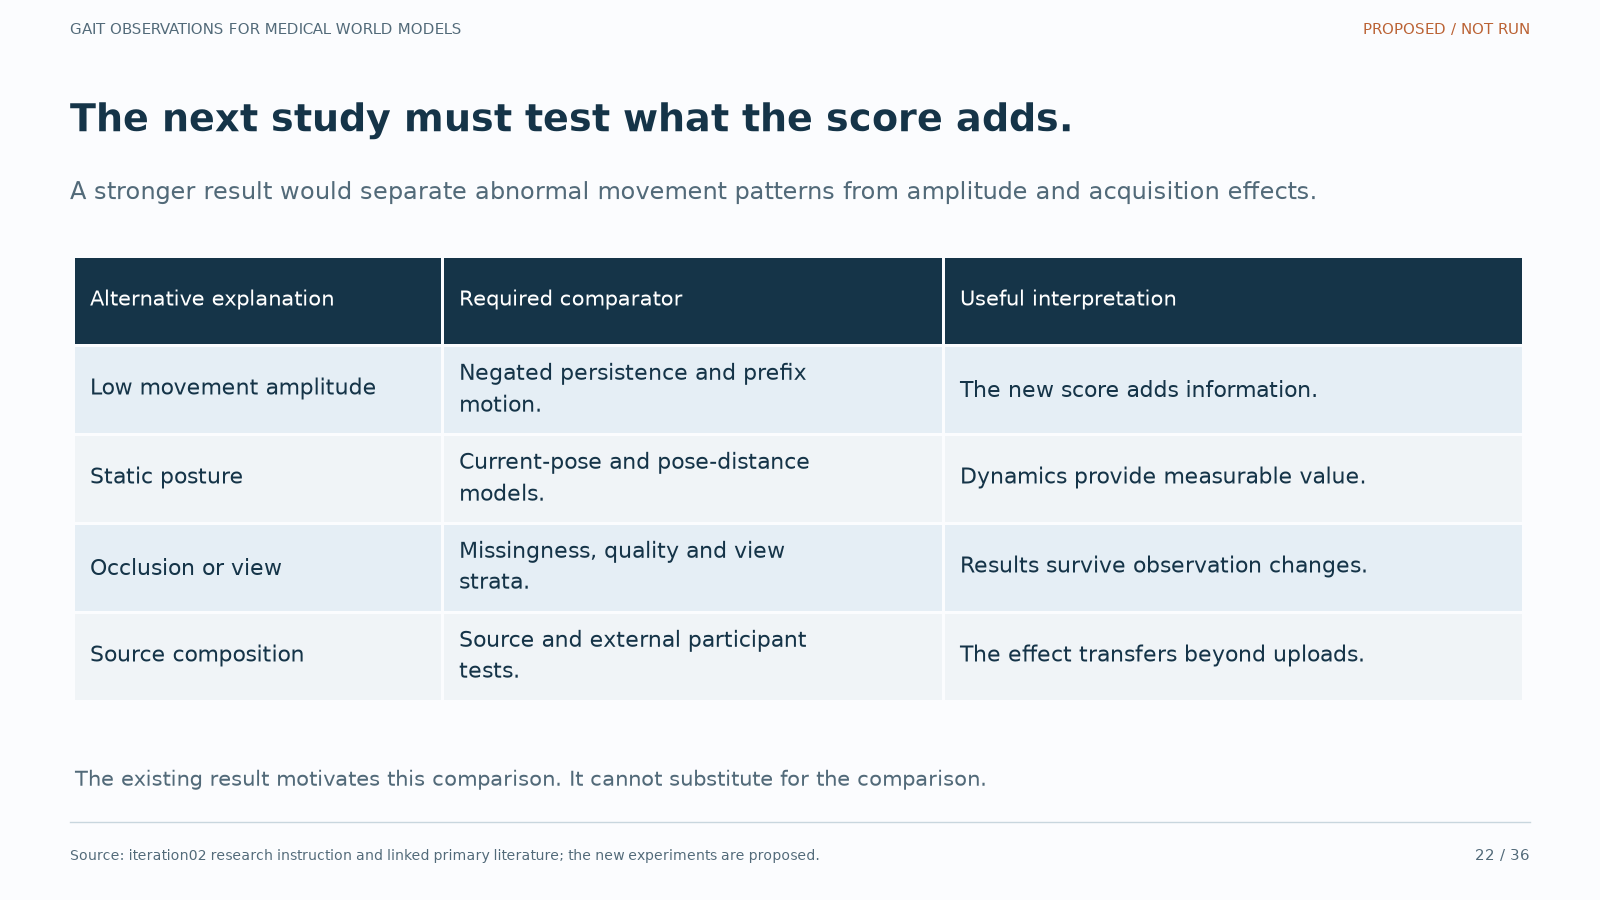 GAIT OBSERVATIONS FOR MEDICAL WORLD MODELS
PROPOSED / NOT RUN
The next study must test what the score adds.
A stronger result would separate abnormal movement patterns from amplitude and acquisition effects.
Alternative explanation
Required comparator
Useful interpretation
Low movement amplitude
Negated persistence and prefix
motion.
The new score adds information.
Static posture
Current-pose and pose-distance
models.
Dynamics provide measurable value.
Occlusion or view
Missingness, quality and view
strata.
Results survive observation changes.
Source composition
Source and external participant
tests.
The effect transfers beyond uploads.
The existing result motivates this comparison. It cannot substitute for the comparison.
Source: iteration02 research instruction and linked primary literature; the new experiments are proposed.
22 / 36